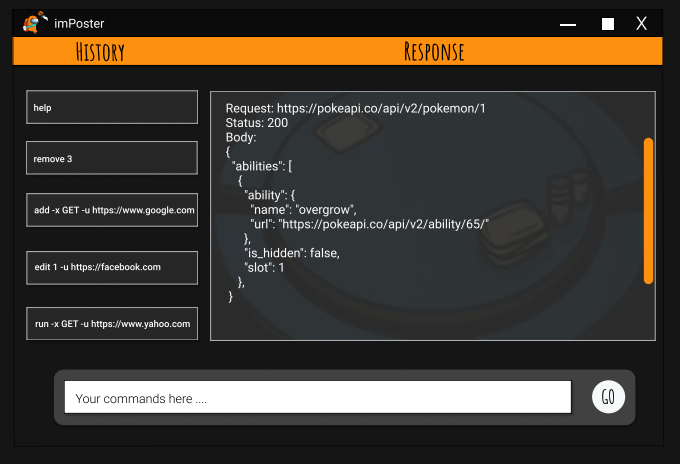 imPoster
X
HISTORY
RESPONSE
help
remove 3
add -x GET -u https://www.google.com
edit 1 -u https://facebook.com
run -x GET -u https://www.yahoo.com
Request: https://pokeapi.co/api/v2/pokemon/1
Status: 200
Body:
{
"abilities": [
{
"ability": {
"name": "overgrow",
"url": "https://pokeapi.co/api/v2/ability/65/"
},
"is_hidden": false,
"slot": 1
},
}
Your commands here ....
GO